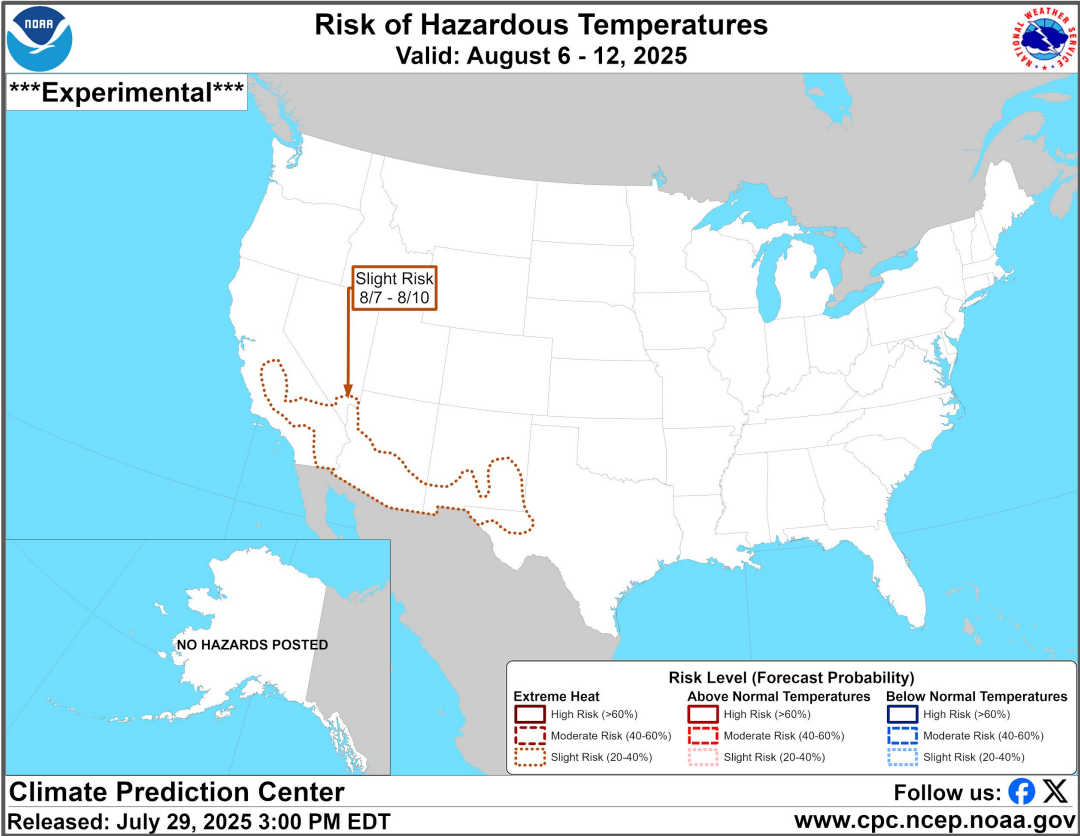 NOAA
Risk of Hazardous Temperatures
Valid: August 6 - 12, 2025
NATIONAL WEATHER SERVICE
***Experimental***
Slight Risk
8/7 - 8/10
NO HAZARDS POSTED
Risk Level (Forecast Probability)
Extreme Heat
High Risk (>60%)
Moderate Risk (40-60%)
Slight Risk (20-40%)
Above Normal Temperatures
High Risk (>60%)
Moderate Risk (40-60%)
Slight Risk (20-40%)
Below Normal Temperatures
High Risk (>60%)
Moderate Risk (40-60%)
Slight Risk (20-40%)
Climate Prediction Center
Follow us:
Released: July 29, 2025 3:00 PM EDT
www.cpc.ncep.noaa.gov